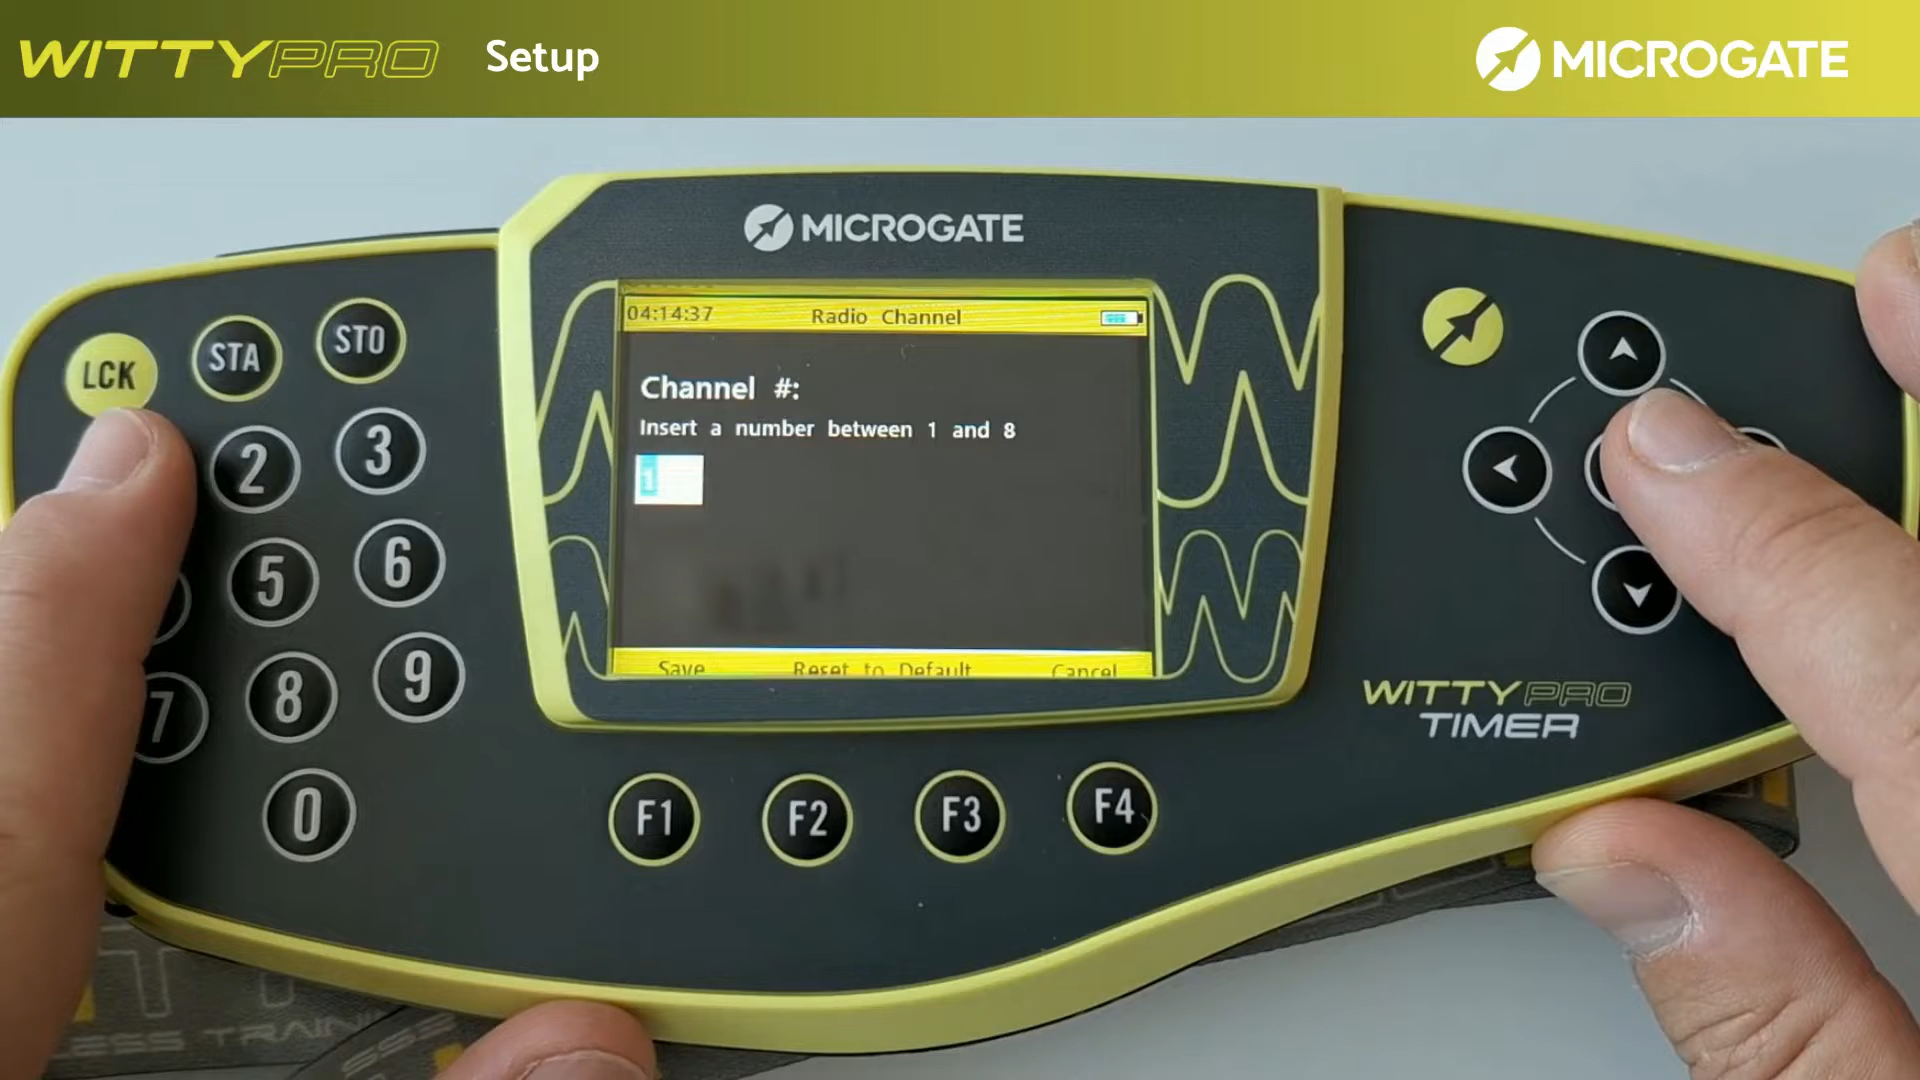 WITTYPRO Setup MICROGATE
MICROGATE
04:14:37 Radio Channel
Channel #:
Insert a number between 1 and 8
1
Save Reset to Default Cancel
LCK STA STO
2 3
5 6
7 8 9
0
F1 F2 F3 F4
WITTYPRO
TIMER